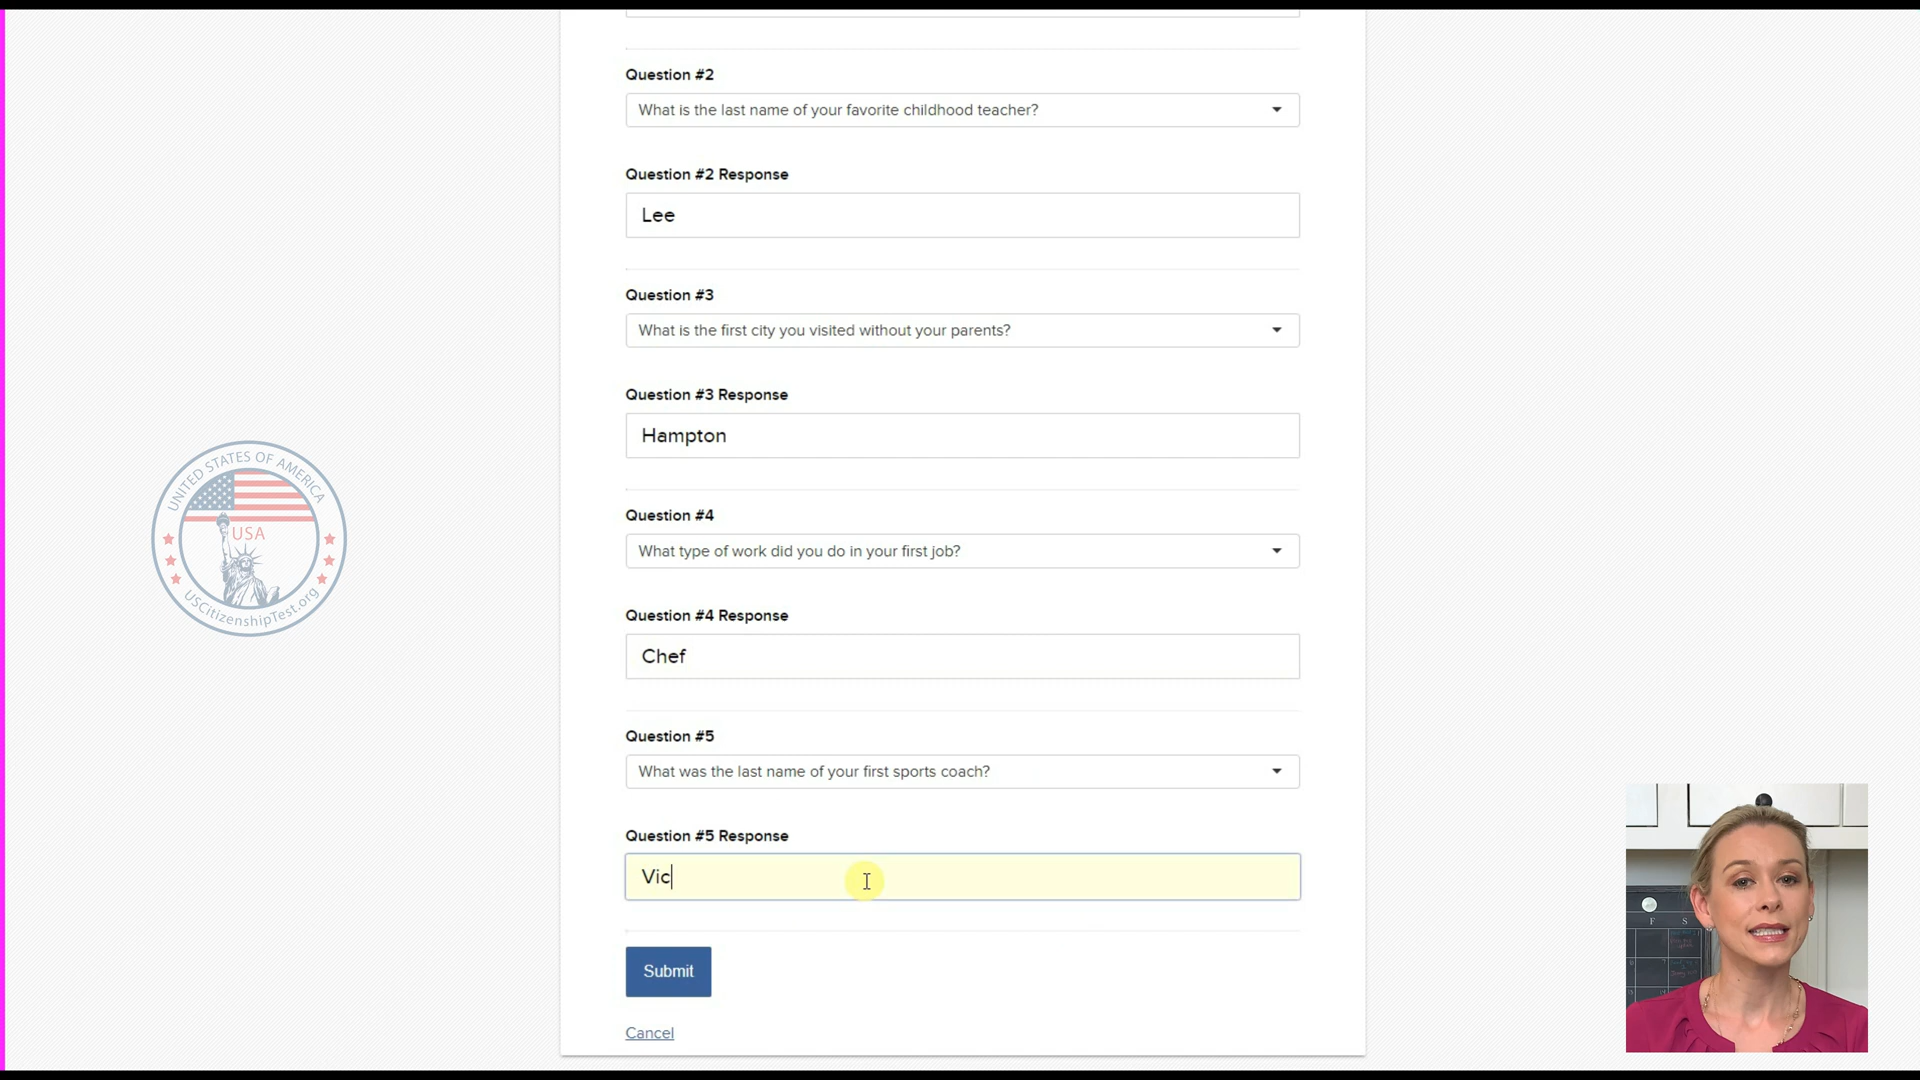 Question #2
What is the last name of your favorite childhood teacher?
Question #2 Response
Lee
Question #3
What is the first city you visited without your parents?
Question #3 Response
Hampton
Question #4
What type of work did you do in your first job?
Question #4 Response
Chef
Question #5
What was the last name of your first sports coach?
Question #5 Response
Vic
Submit
Cancel
UNITED STATES OF AMERICA
USA
USCitizenshipTest.org
F S